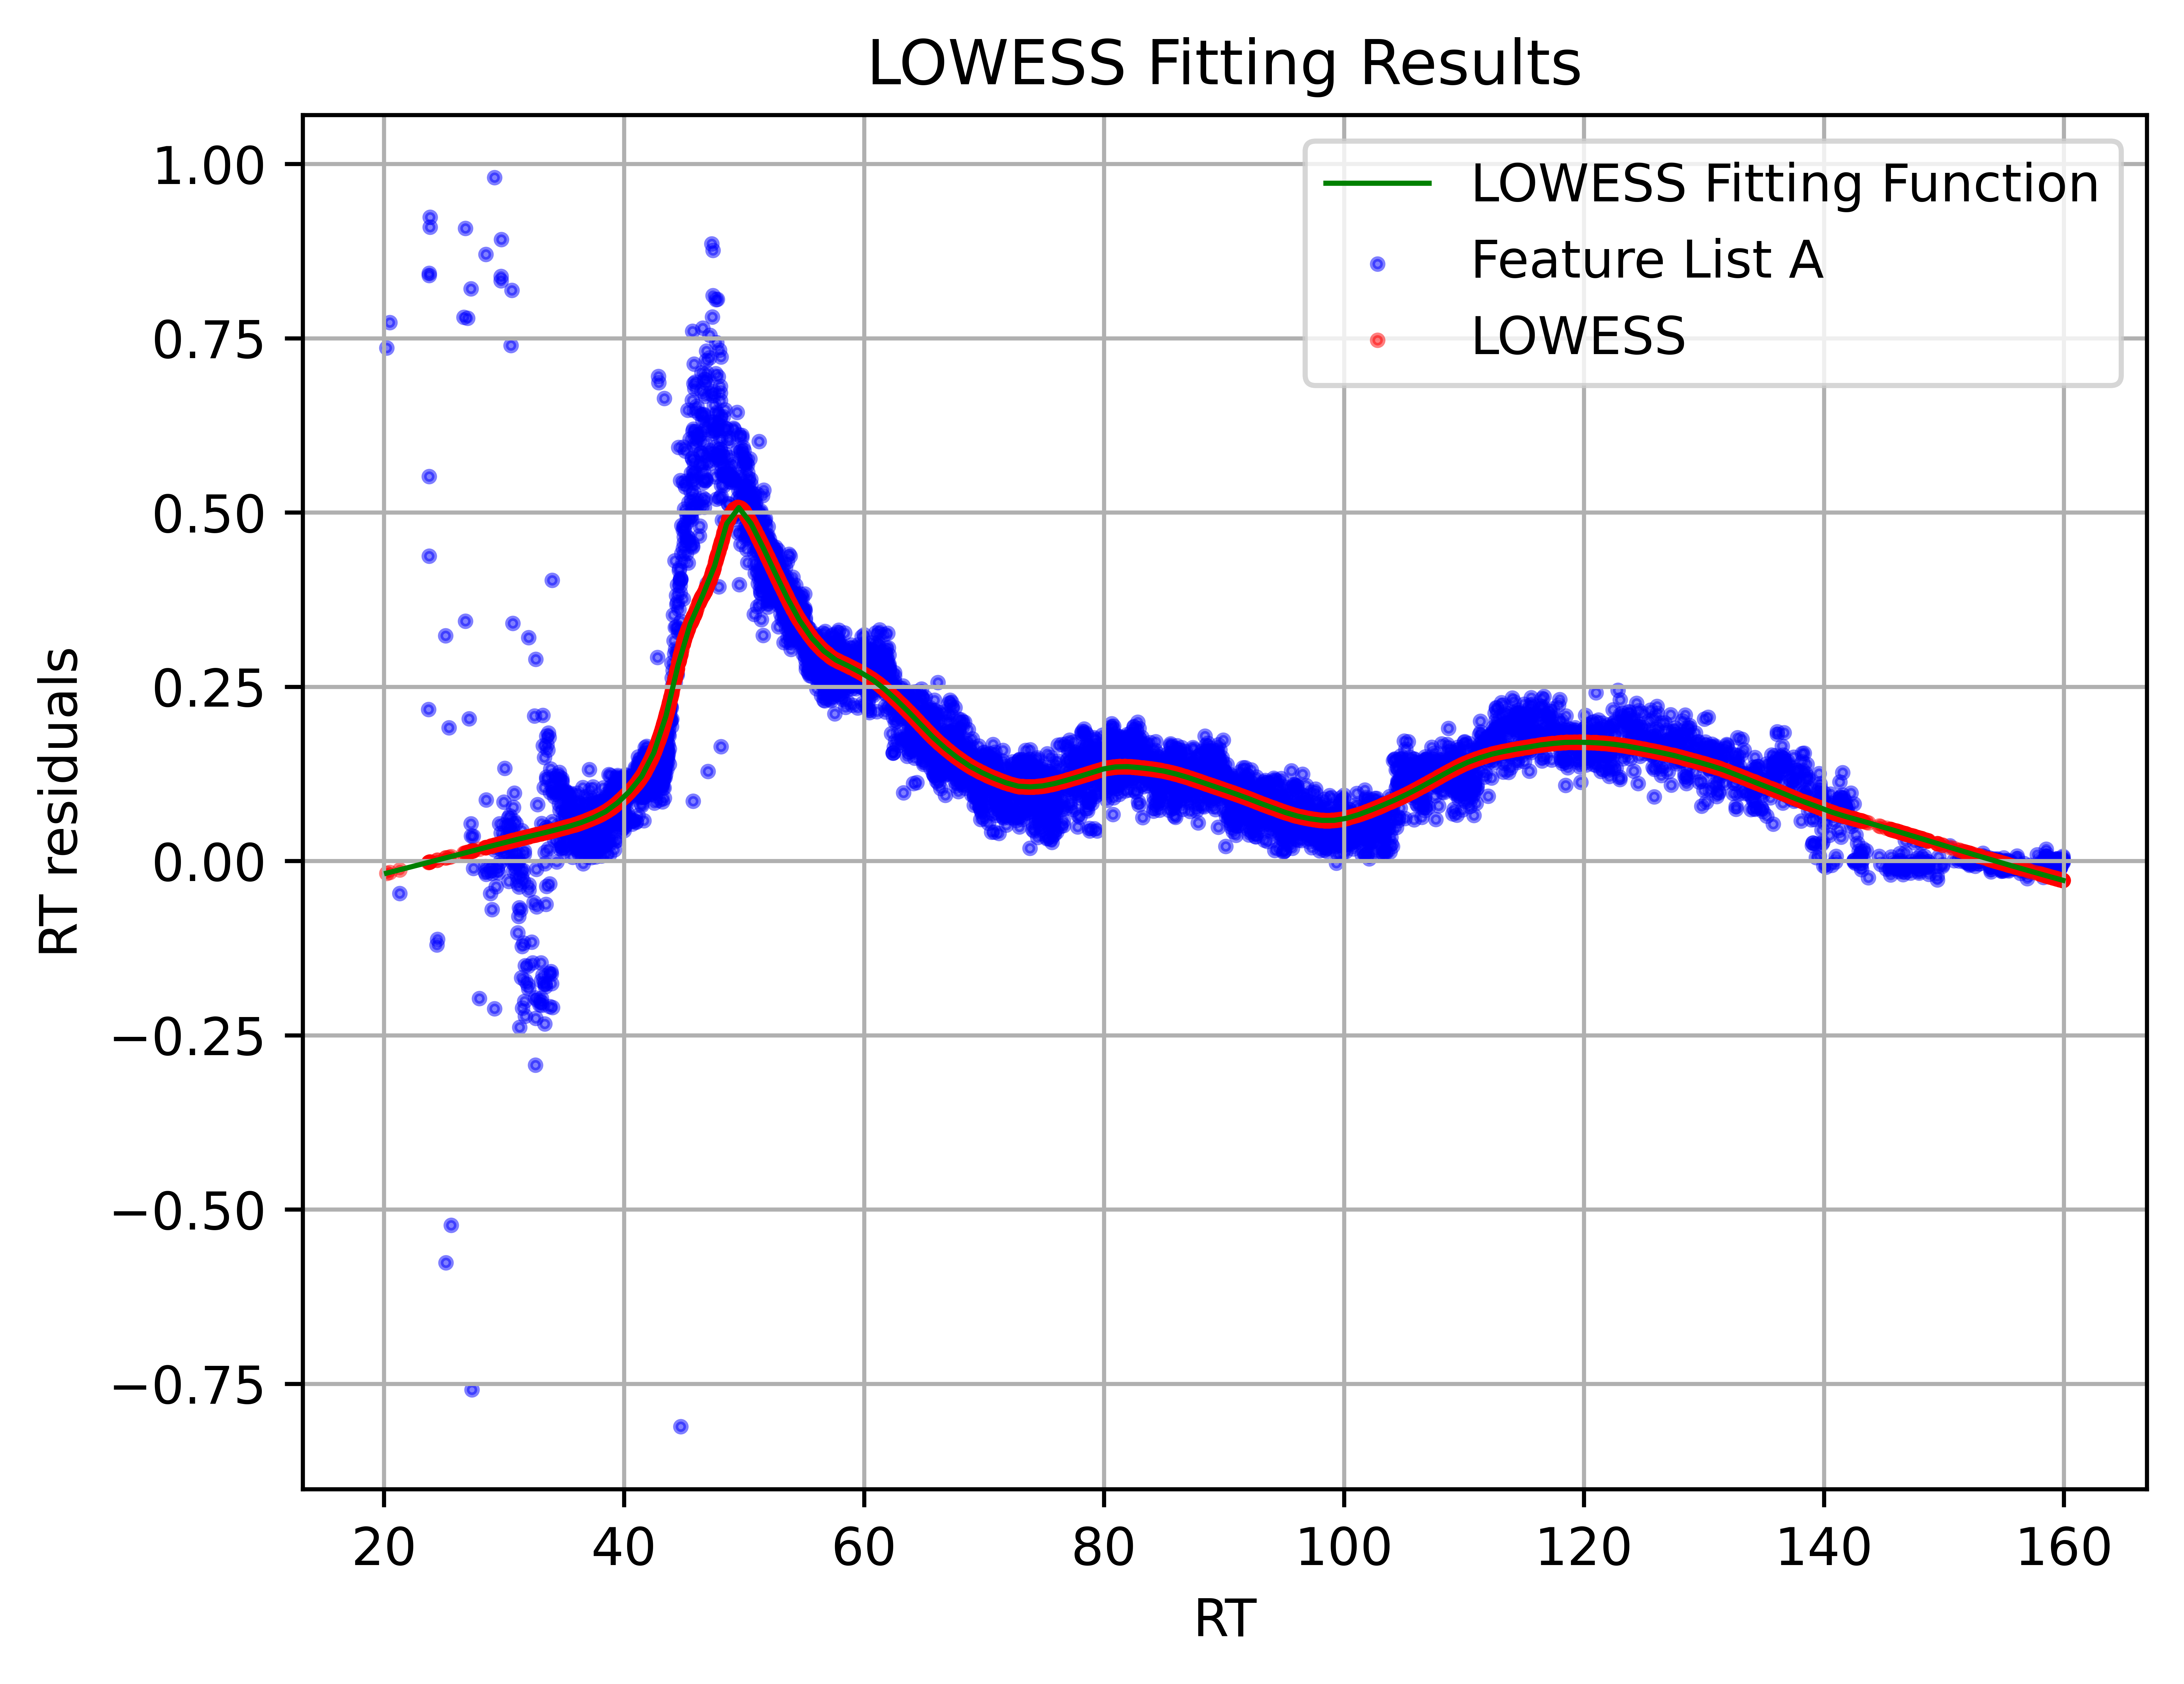 LOWESS Fitting Results
LOWESS Fitting Function
Feature List A
LOWESS
1.00
0.75
0.50
0.25
0.00
−0.25
−0.50
−0.75
RT residuals
20 40 60 80 100 120 140 160
RT